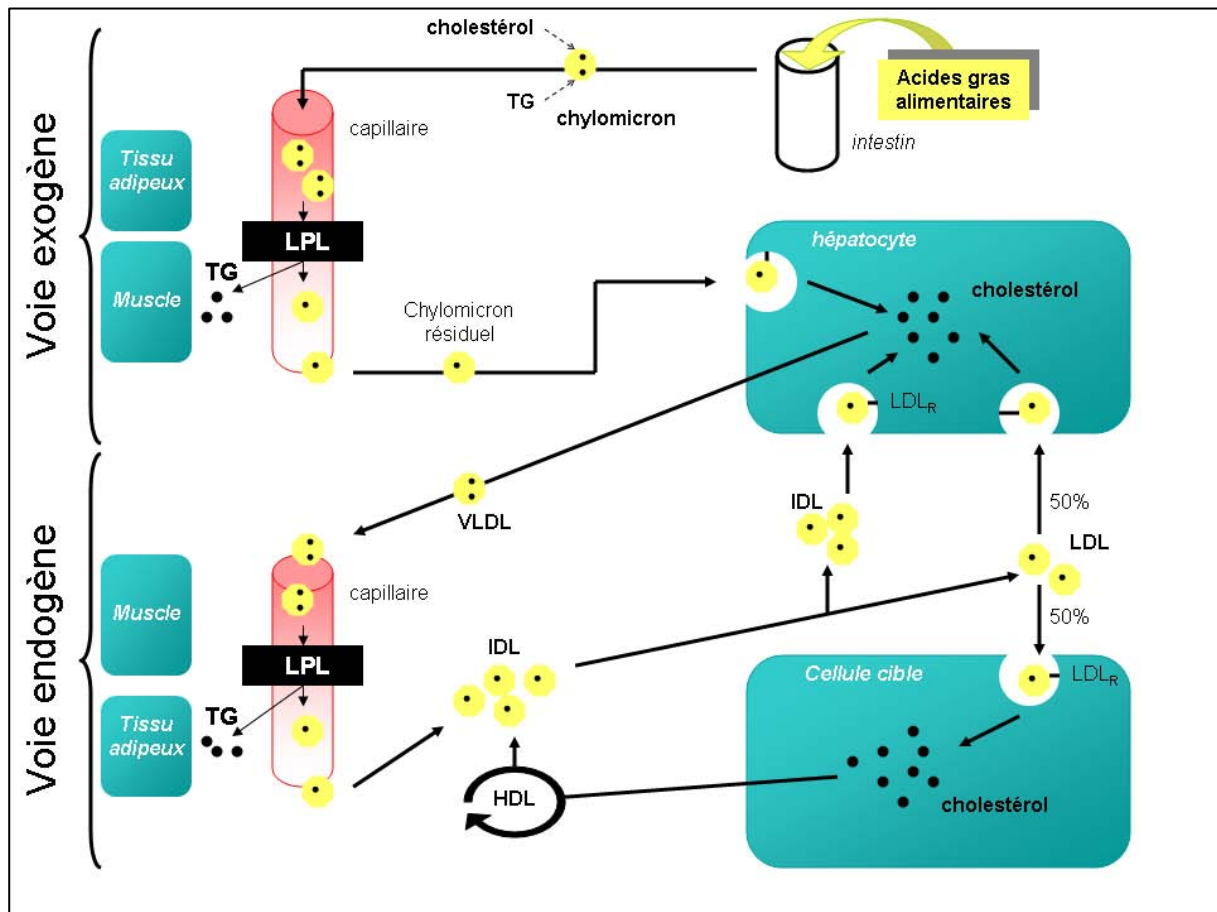 Voie exogène
cholestérol
TG
chylomicron
intestin
Acides gras
alimentaires
capillaire
Tissu
adipeux
LPL
TG
Muscle
Chylomicron
résiduel
hépatocyte
cholestérol
LDLR
Voie endogène
VLDL
IDL
50%
LDL
50%
capillaire
Muscle
LPL
IDL
TG
Tissu
adipeux
HDL
Cellule cible
LDLR
cholestérol